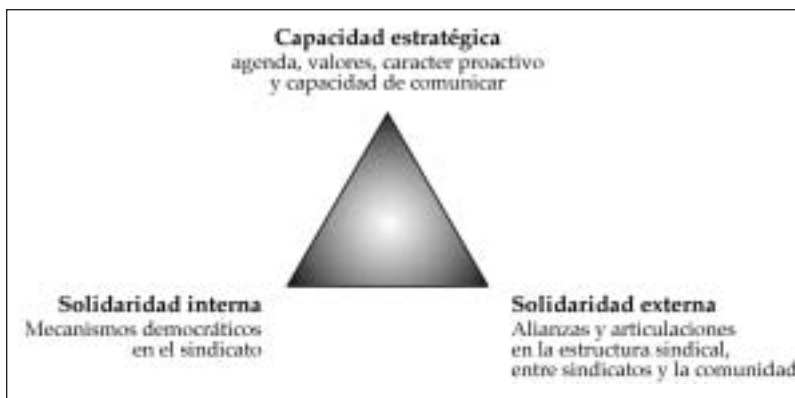 Capacidad estratégica
agenda, valores, caracter proactivo
y capacidad de comunicar
Solidaridad interna
Mecanismos democráticos
en el sindicato
Solidaridad externa
Alianzas y articulaciones
en la estructura sindical,
entre sindicatos y la comunidad